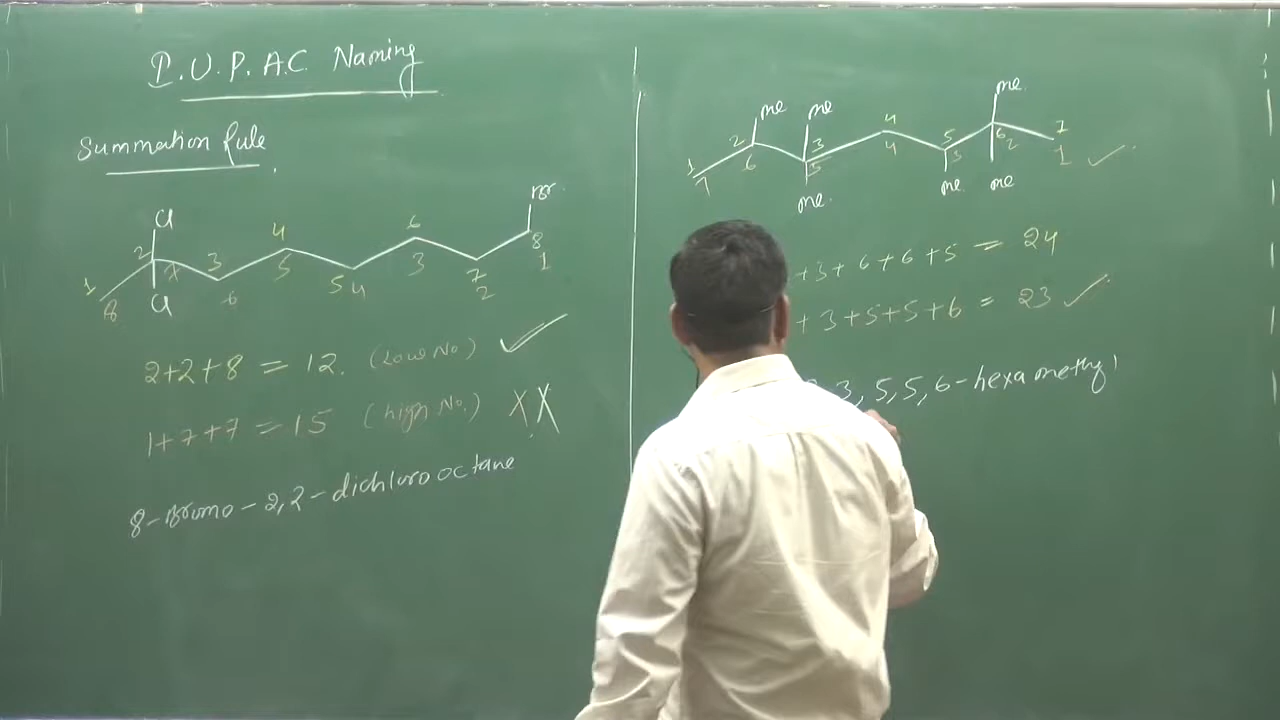 I.U.P.A.C. Naming
Summation Rule.
Cl
Br
1 2 3 4 5 6 7 8
8 7 6 5 4 3 2 1
Cl
2+2+8 = 12. (Low No.)
1+7+7 = 15 (high No.) XX
8-Bromo-2,2-dichloro octane
me me me
1 2 3 4 5 6 7
7 6 5 4 3 2 1
me me me
+3+6+6+5 = 24
+3+5+5+6 = 23
3,5,5,6-hexamethyl